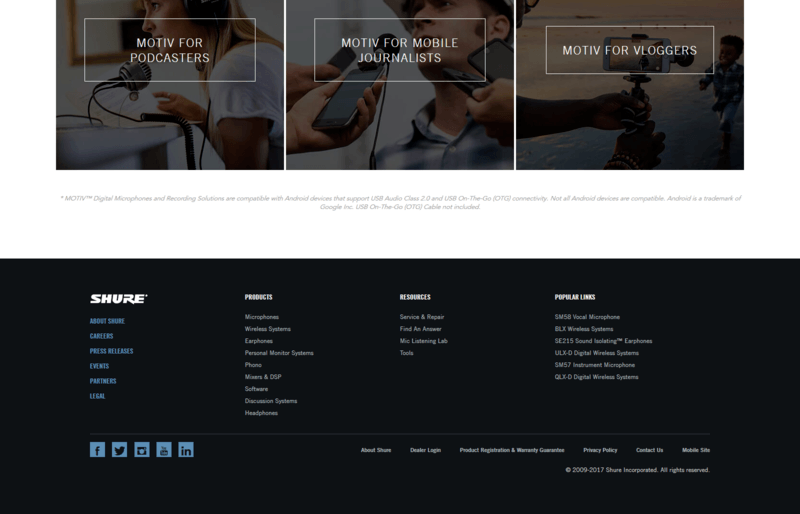 MOTIV FOR
PODCASTERS
MOTIV FOR MOBILE
JOURNALISTS
MOTIV FOR VLOGGERS
* MOTIV™ Digital Microphones and Recording Solutions are compatible with Android devices that support USB Audio Class 2.0 and USB On-The-Go (OTG) connectivity. Not all Android devices are compatible. Android is a trademark of
Google Inc. USB On-The-Go (OTG) Cable not included.
SHURE®
ABOUT SHURE
CAREERS
PRESS RELEASES
EVENTS
PARTNERS
LEGAL
PRODUCTS
Microphones
Wireless Systems
Earphones
Personal Monitor Systems
Phono
Mixers & DSP
Software
Discussion Systems
Headphones
RESOURCES
Service & Repair
Find An Answer
Mic Listening Lab
Tools
POPULAR LINKS
SM58 Vocal Microphone
BLX Wireless Systems
SE215 Sound Isolating™ Earphones
ULX-D Digital Wireless Systems
SM57 Instrument Microphone
QLX-D Digital Wireless Systems
About Shure Dealer Login Product Registration & Warranty Guarantee Privacy Policy Contact Us Mobile Site
© 2009-2017 Shure Incorporated. All rights reserved.